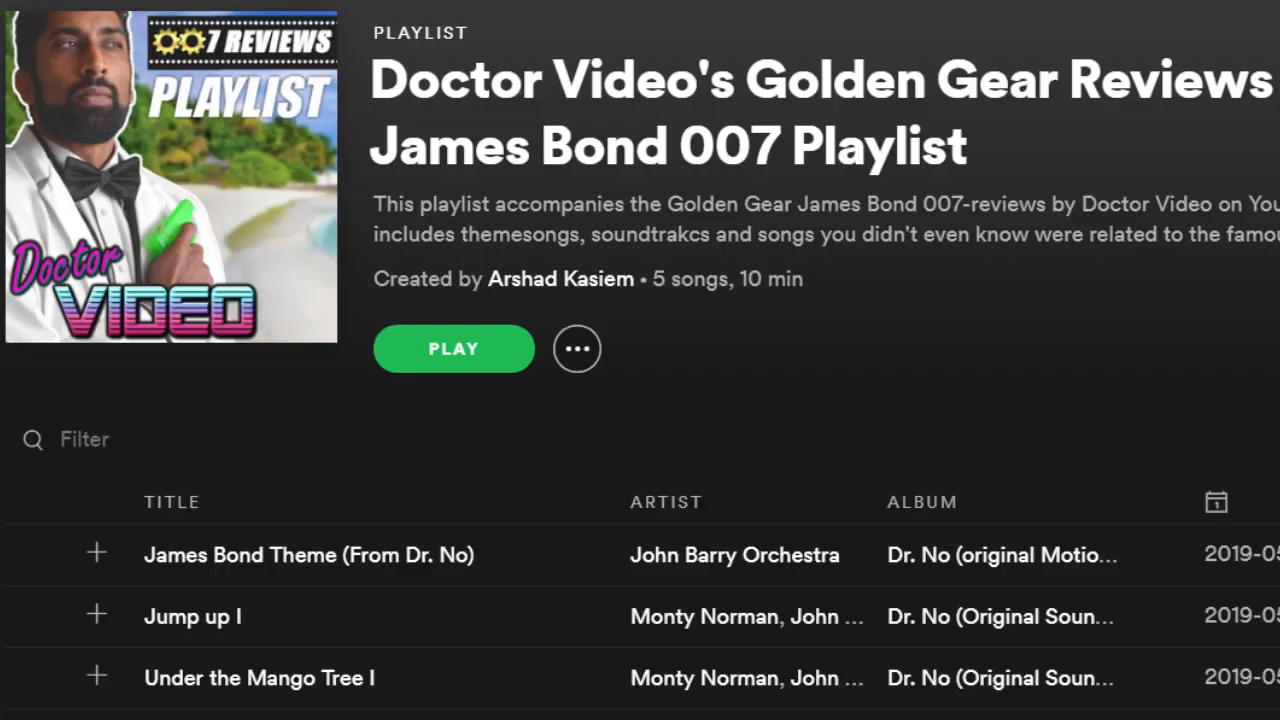 007 REVIEWS
PLAYLIST
Doctor
VIDEO
PLAYLIST
Doctor Video's Golden Gear Reviews
James Bond 007 Playlist
This playlist accompanies the Golden Gear James Bond 007-reviews by Doctor Video on You
includes themesongs, soundtrakcs and songs you didn't even know were related to the famou
Created by Arshad Kasiem • 5 songs, 10 min
PLAY
Filter
TITLE ARTIST ALBUM
James Bond Theme (From Dr. No) John Barry Orchestra Dr. No (original Motio... 2019-05
Jump up I Monty Norman, John ... Dr. No (Original Soun... 2019-05
Under the Mango Tree I Monty Norman, John ... Dr. No (Original Soun... 2019-05